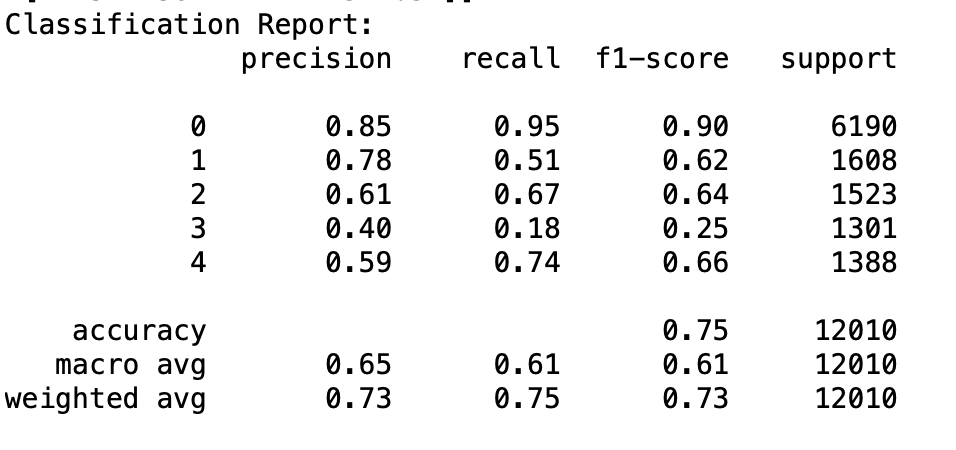 Classification Report:
precision recall f1-score support
0 0.85 0.95 0.90 6190
1 0.78 0.51 0.62 1608
2 0.61 0.67 0.64 1523
3 0.40 0.18 0.25 1301
4 0.59 0.74 0.66 1388
accuracy 0.75 12010
macro avg 0.65 0.61 0.61 12010
weighted avg 0.73 0.75 0.73 12010